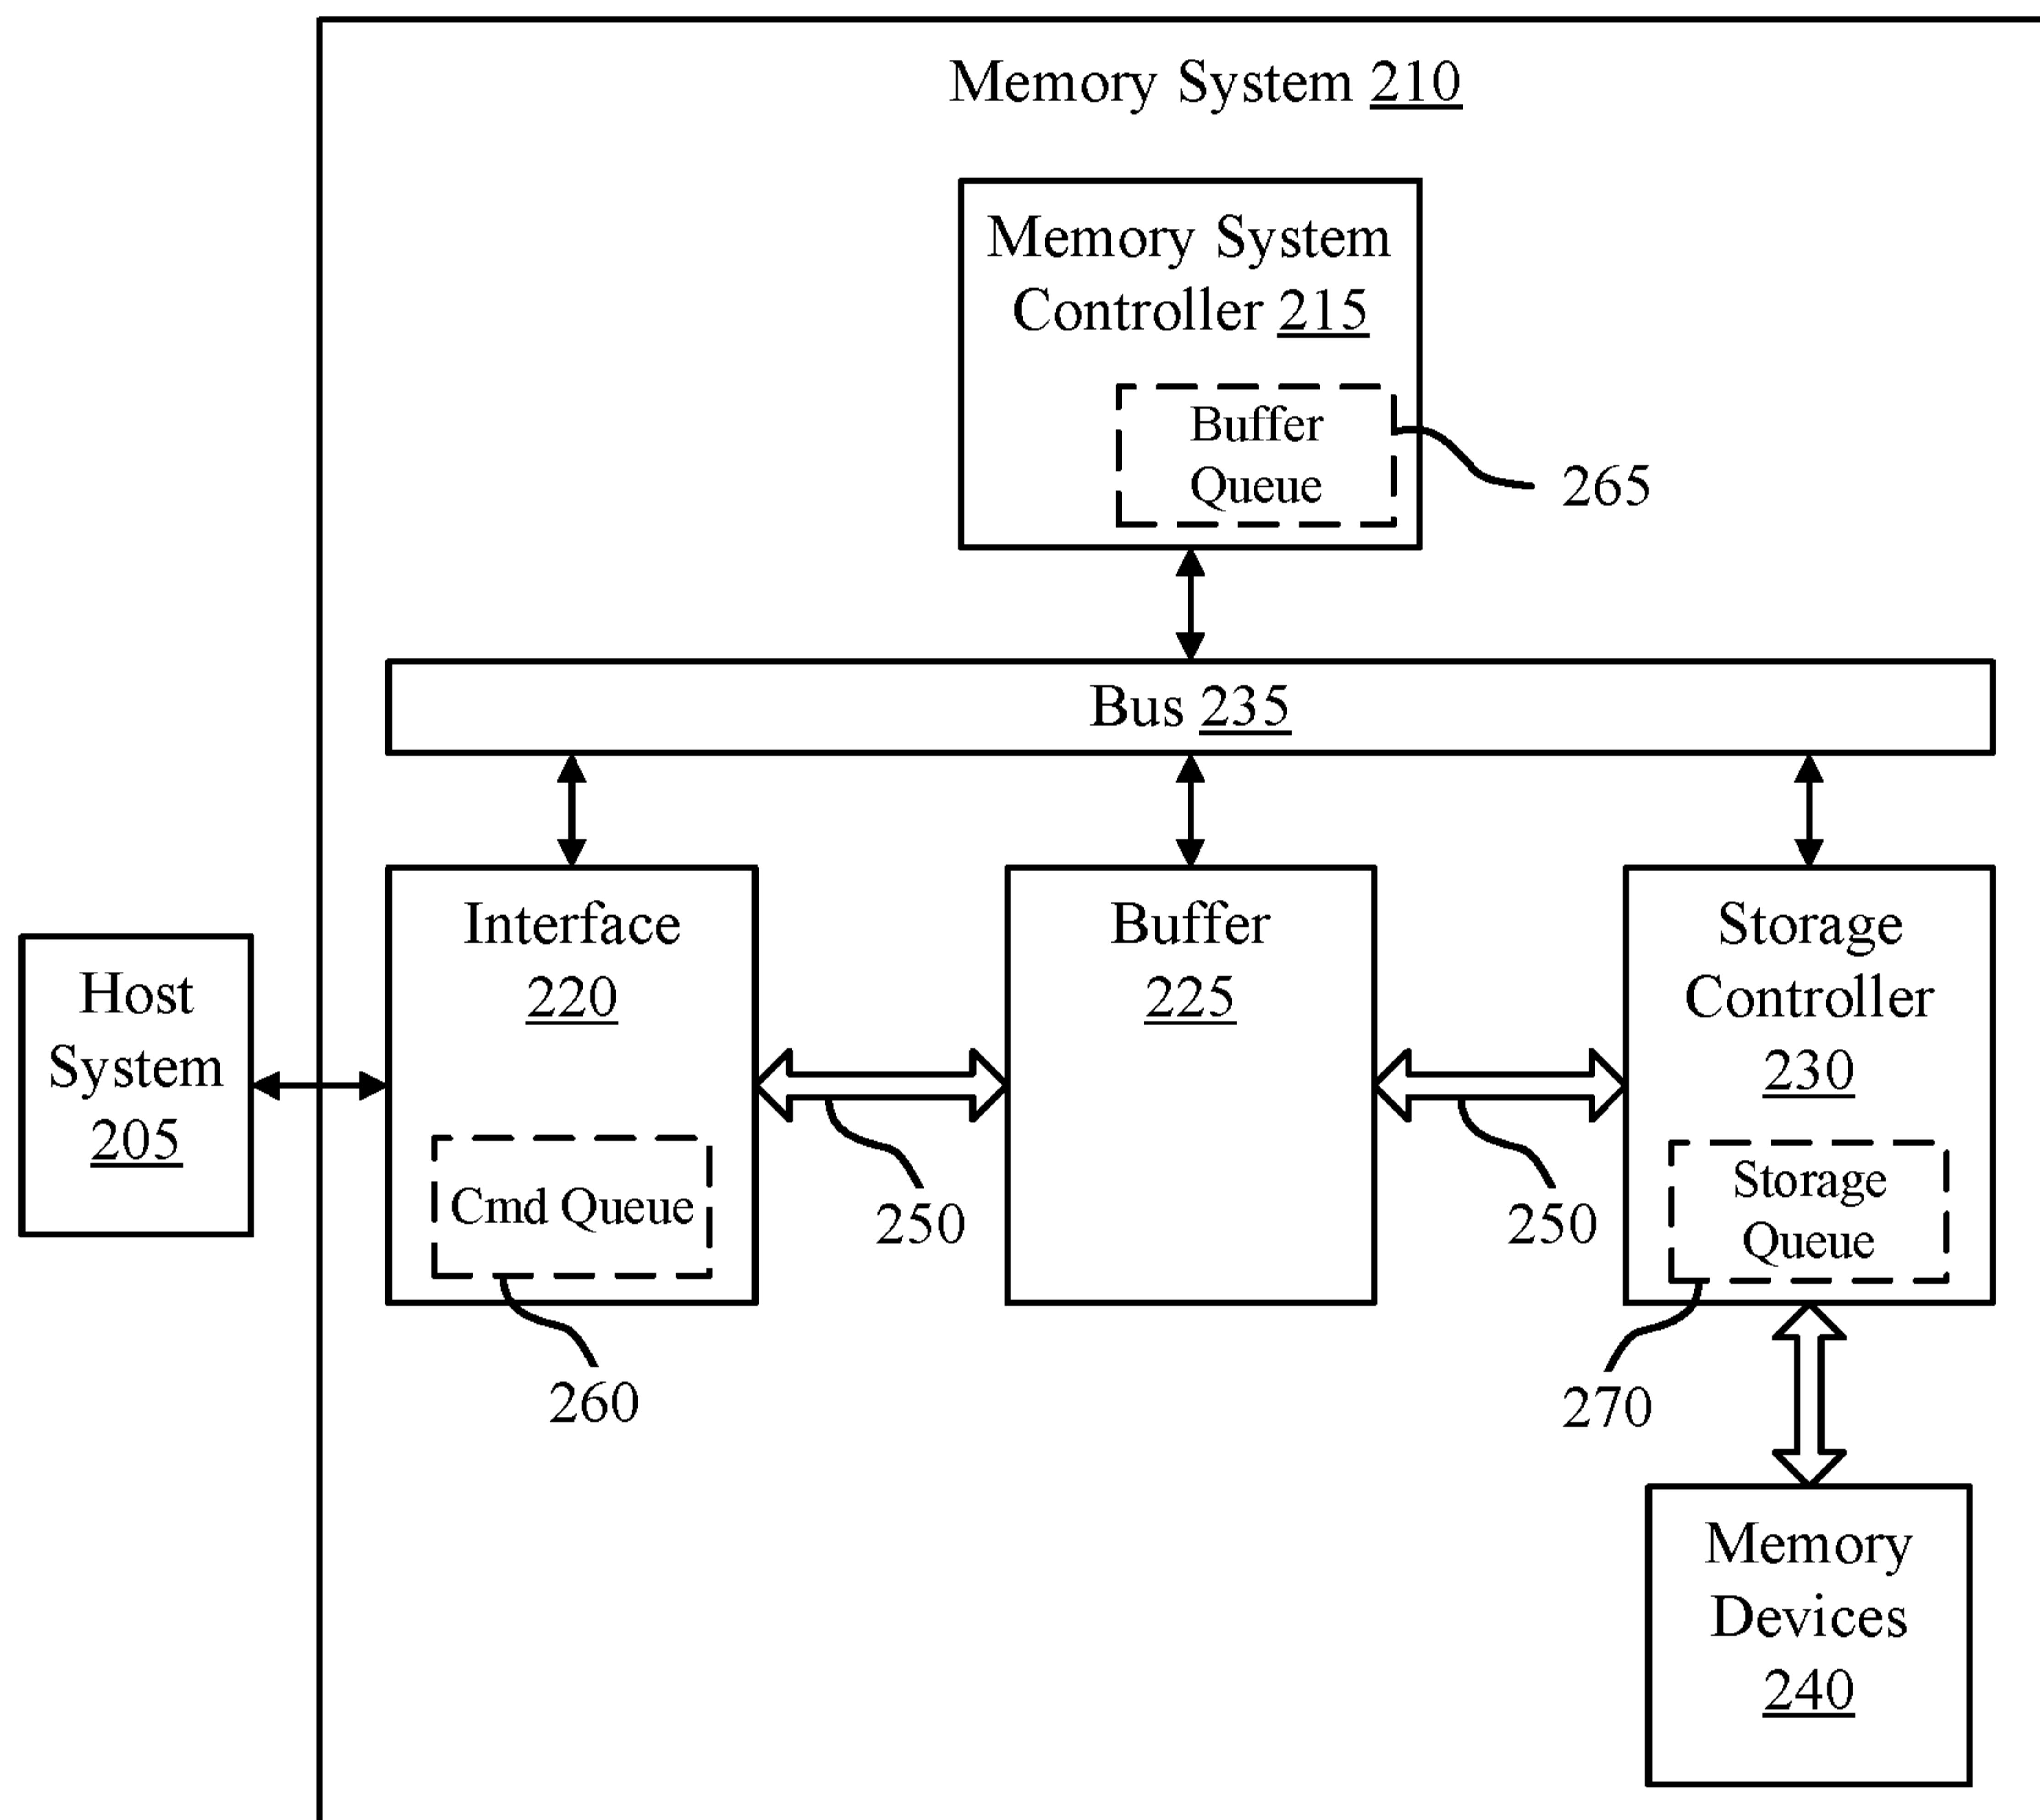 Memory System 210
Memory System
Controller 215
Buffer
Queue
265
Bus 235
Interface
220
Buffer
225
Storage
Controller
230
Host
System
205
Cmd Queue
250
250
Storage
Queue
260
270
Memory
Devices
240